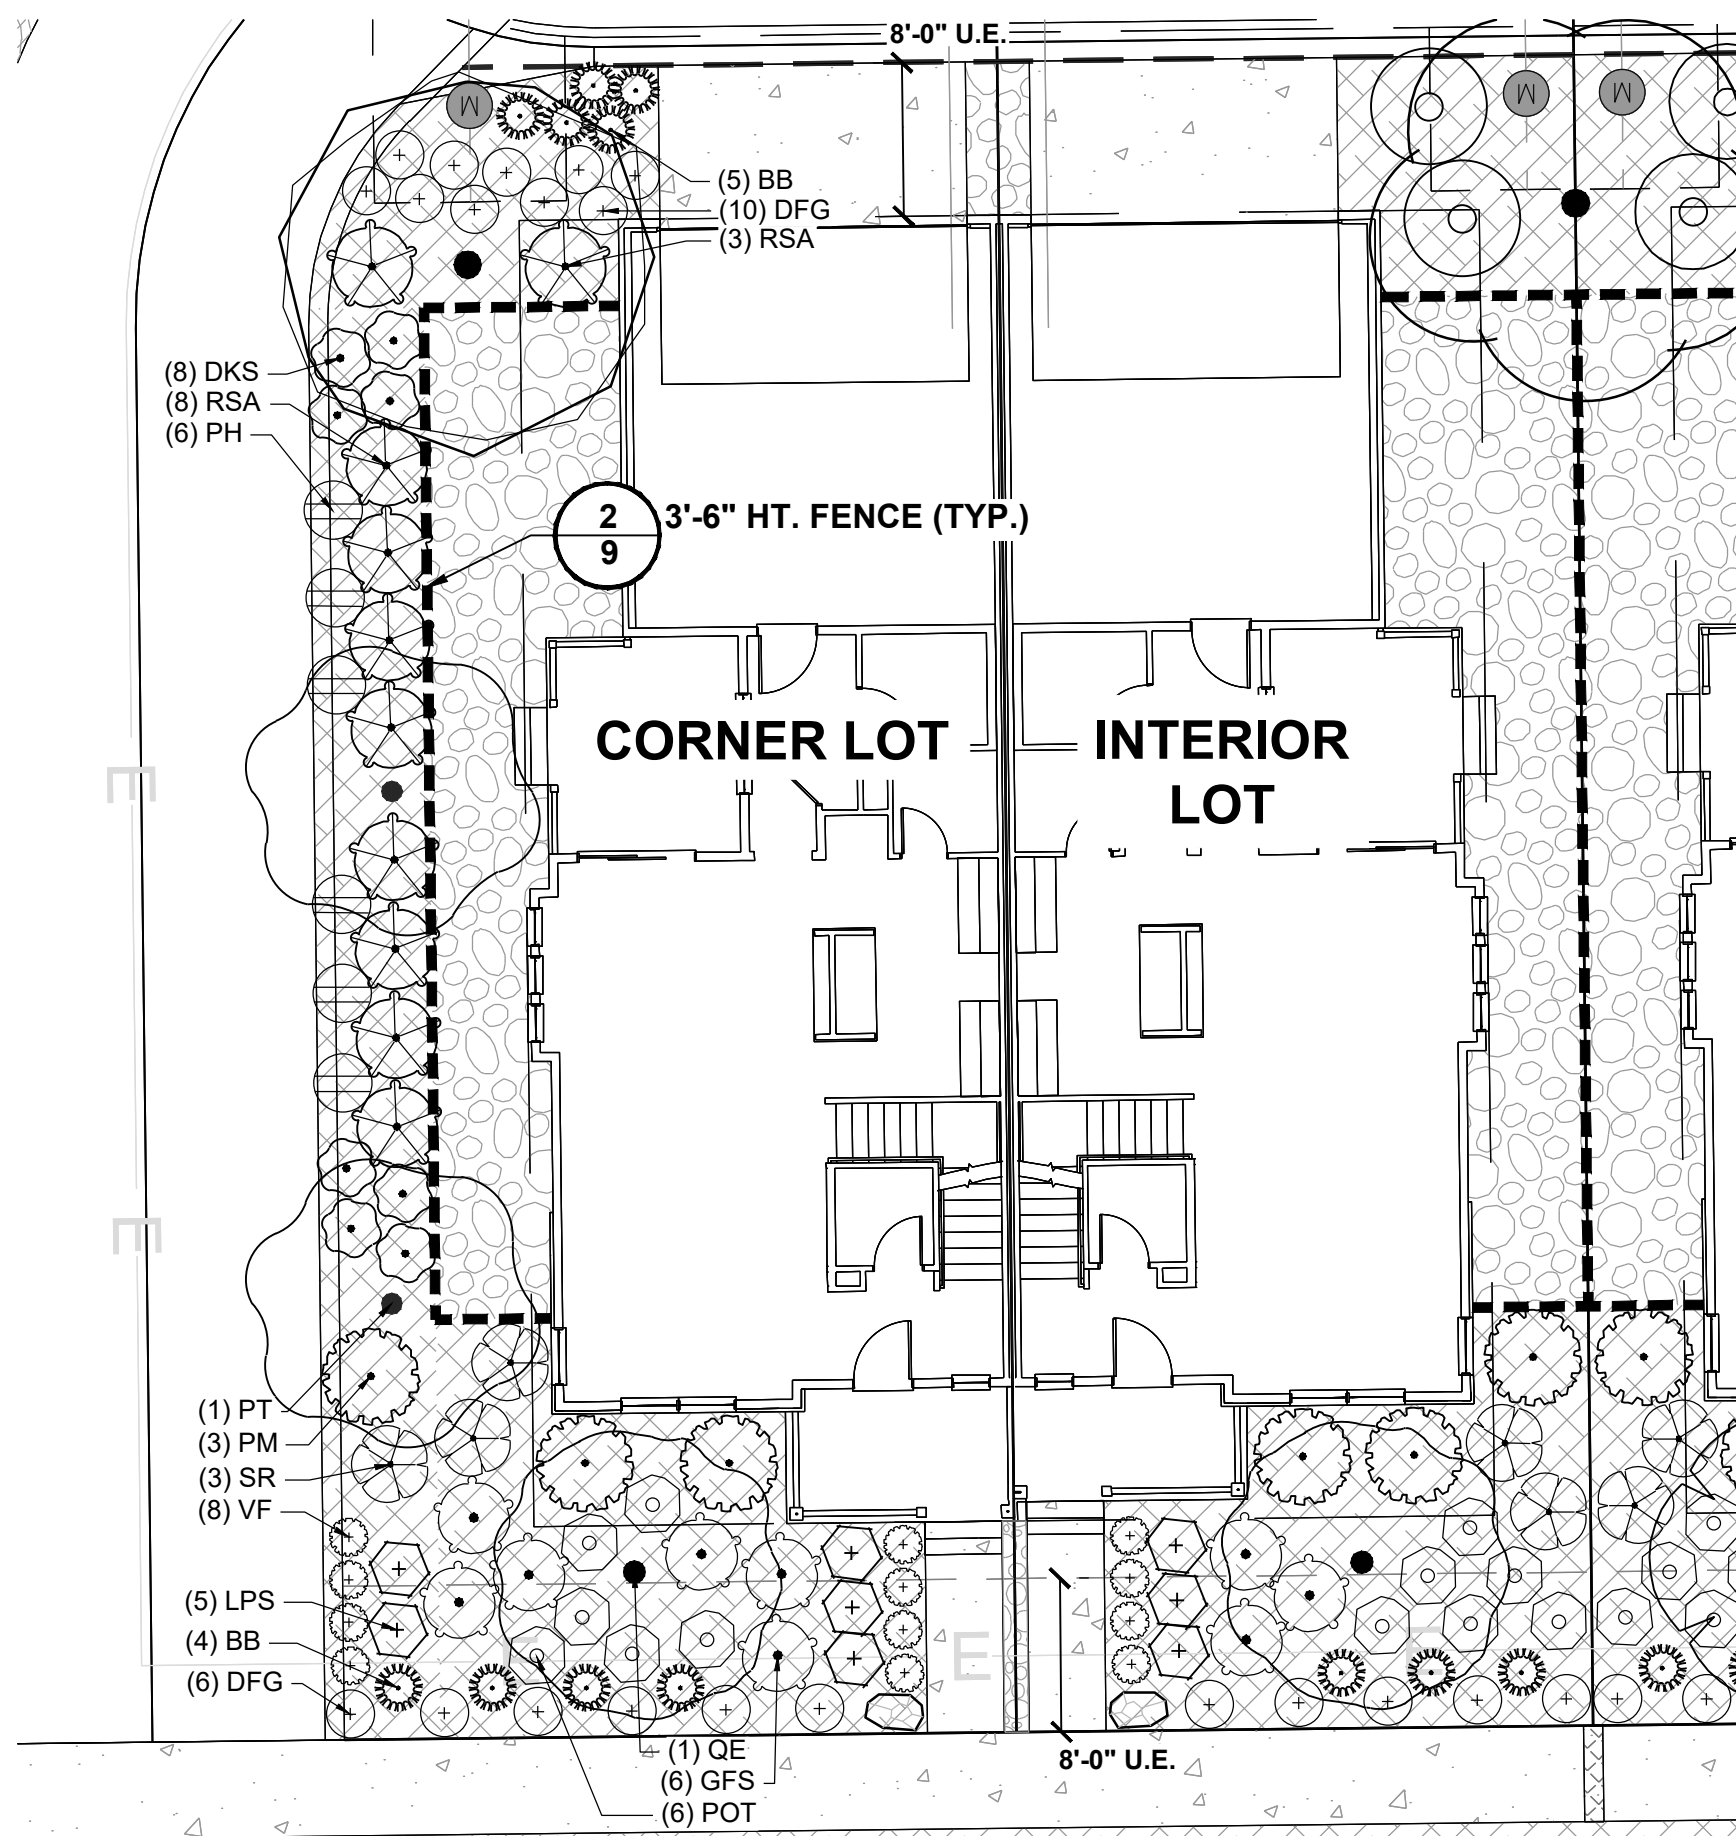 8'-0" U.E.
M
M
M
(5) BB
(10) DFG
(3) RSA
(8) DKS
(8) RSA
(6) PH
2
9
3'-6" HT. FENCE (TYP.)
CORNER LOT
INTERIOR
LOT
E
E
(1) PT
(3) PM
(3) SR
(8) VF
(5) LPS
(4) BB
(6) DFG
E
E
E
(1) QE
(6) GFS
(6) POT
8'-0" U.E.